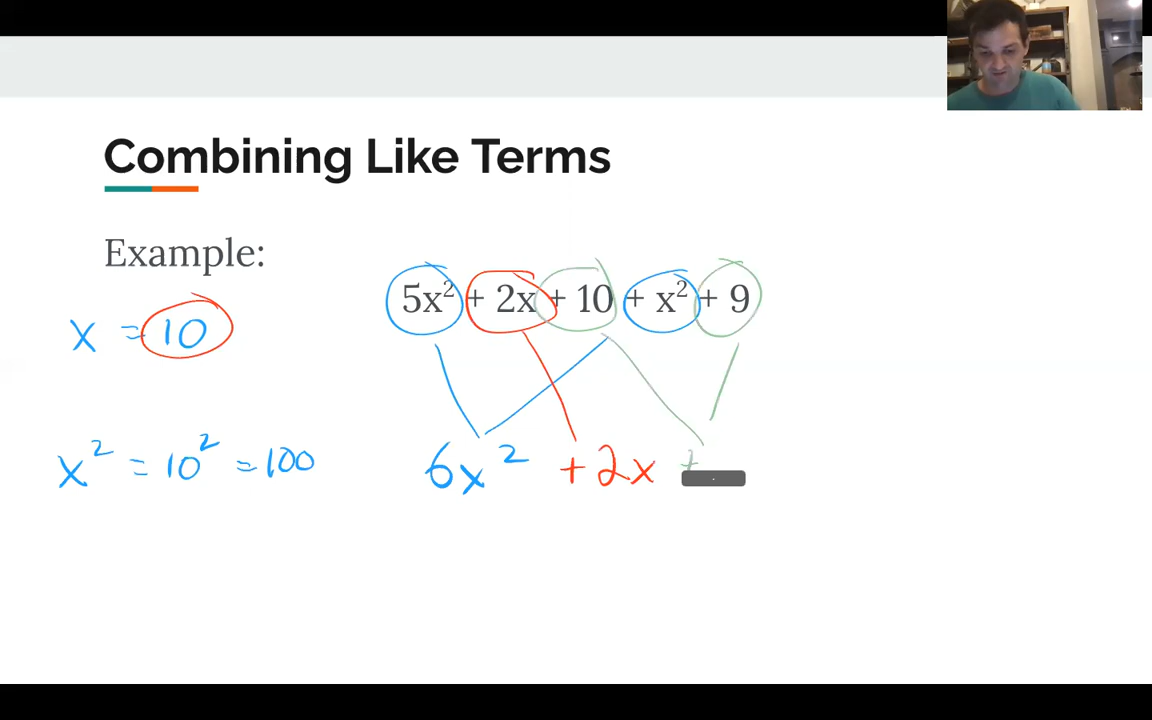 Combining Like Terms
Example:
5x² + 2x + 10 + x² + 9
x = 10
x² = 10² = 100
6x² + 2x +